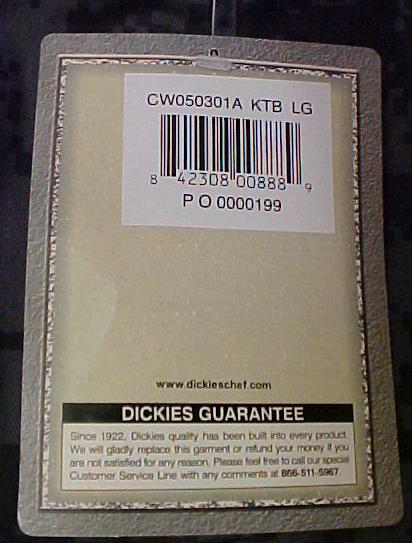 CW050301A KTB LG
8 42308 00888 9
P O 0000199
www.dickieschef.com
DICKIES GUARANTEE
Since 1922, Dickies quality has been built into every product.
We will gladly replace this garment or refund your money if you
are not satisfied for any reason. Please feel free to call our special
Customer Service Line with any comments at 866-511-5967.